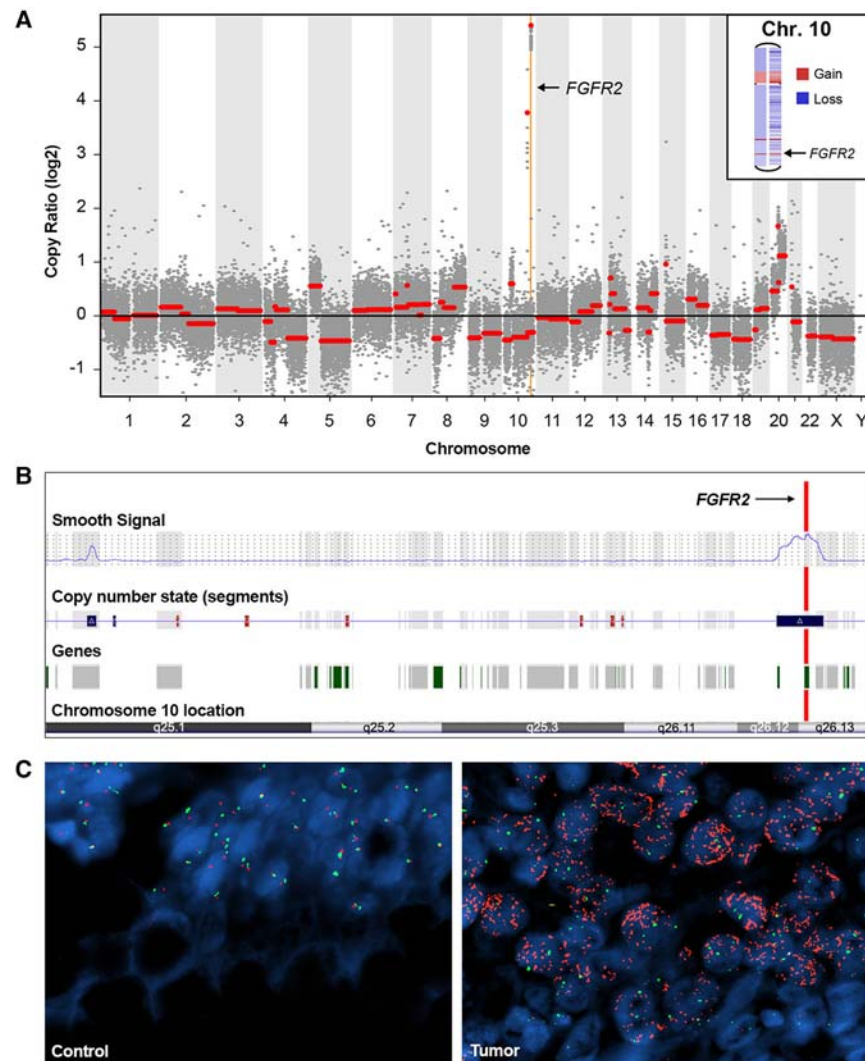 A
Copy Ratio (log2)
5
4
3
2
1
0
-1
FGFR2
Chr. 10
Gain
Loss
FGFR2
1 2 3 4 5 6 7 8 9 10 11 12 13 14 15 16 17 18 20 22 X Y
Chromosome
B
FGFR2
Smooth Signal
Copy number state (segments)
Genes
Chromosome 10 location
q25.1 q25.2 q25.3 q26.11 q26.12 q26.13
C
Control
Tumor